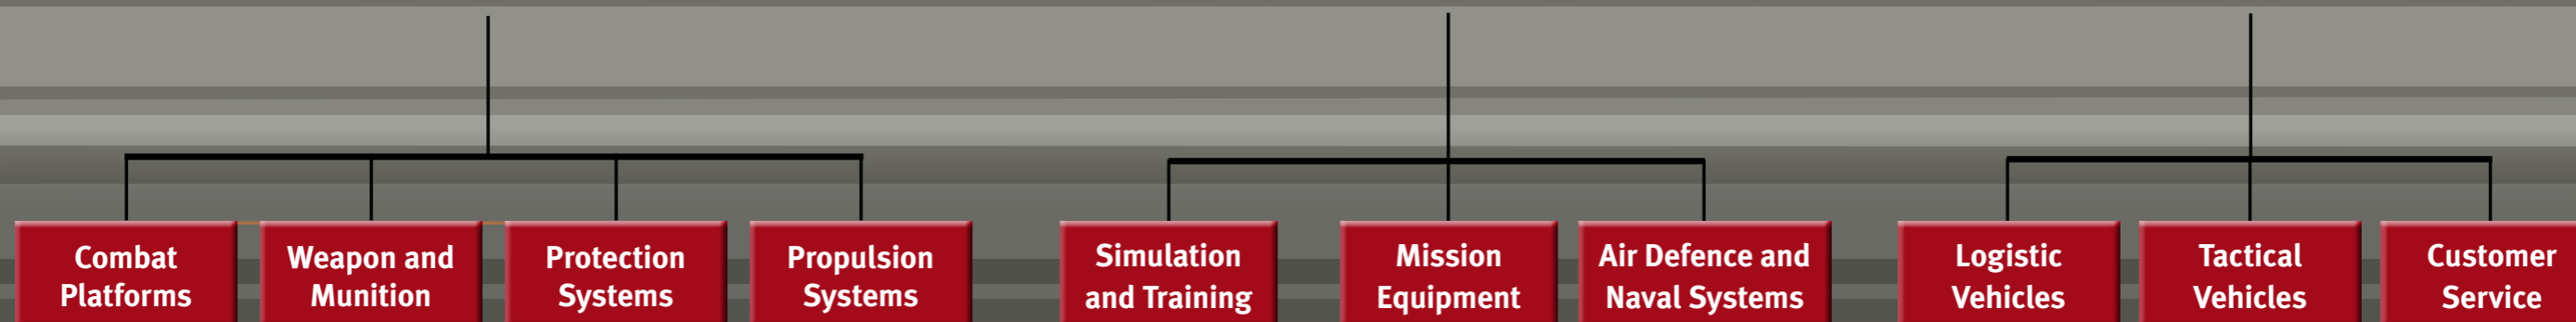 Combat
Platforms
Weapon and
Munition
Protection
Systems
Propulsion
Systems
Simulation
and Training
Mission
Equipment
Air Defence and
Naval Systems
Logistic
Vehicles
Tactical
Vehicles
Customer
Service